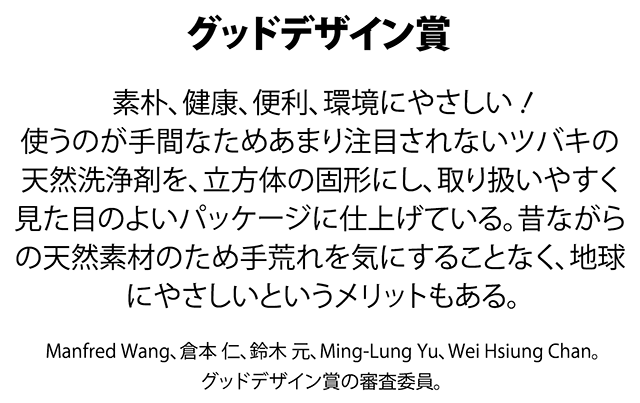 グッドデザイン賞
素朴、健康、便利、環境にやさしい！
使うのが手間なためあまり注目されないツバキの
天然洗浄剤を、立方体の固形にし、取り扱いやすく
見た目のよいパッケージに仕上げている。昔ながら
の天然素材のため手荒れを気にすることなく、地球
にやさしいというメリットもある。
Manfred Wang、倉本 仁、鈴木 元、Ming-Lung Yu、Wei Hsiung Chan。
グッドデザイン賞の審査委員。